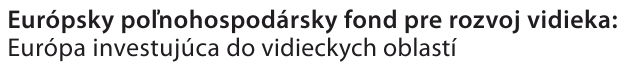 Európsky poľnohospodársky fond pre rozvoj vidieka:
Európa investujúca do vidieckych oblastí